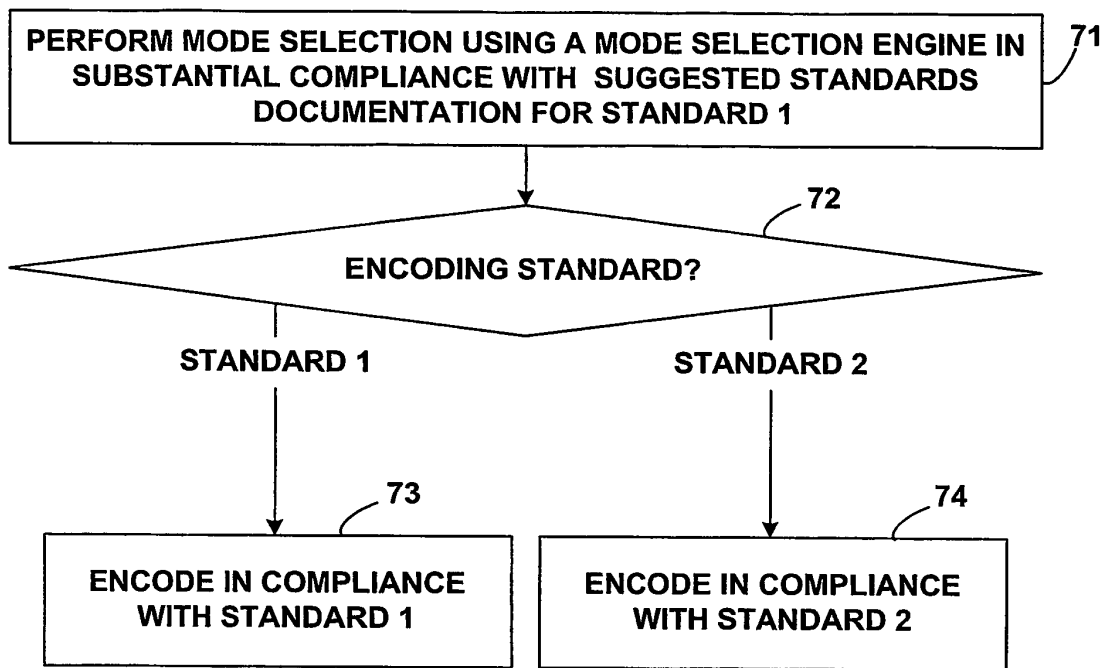 PERFORM MODE SELECTION USING A MODE SELECTION ENGINE IN
SUBSTANTIAL COMPLIANCE WITH SUGGESTED STANDARDS
DOCUMENTATION FOR STANDARD 1
71
72
ENCODING STANDARD?
STANDARD 1
STANDARD 2
73
74
ENCODE IN COMPLIANCE
WITH STANDARD 1
ENCODE IN COMPLIANCE
WITH STANDARD 2